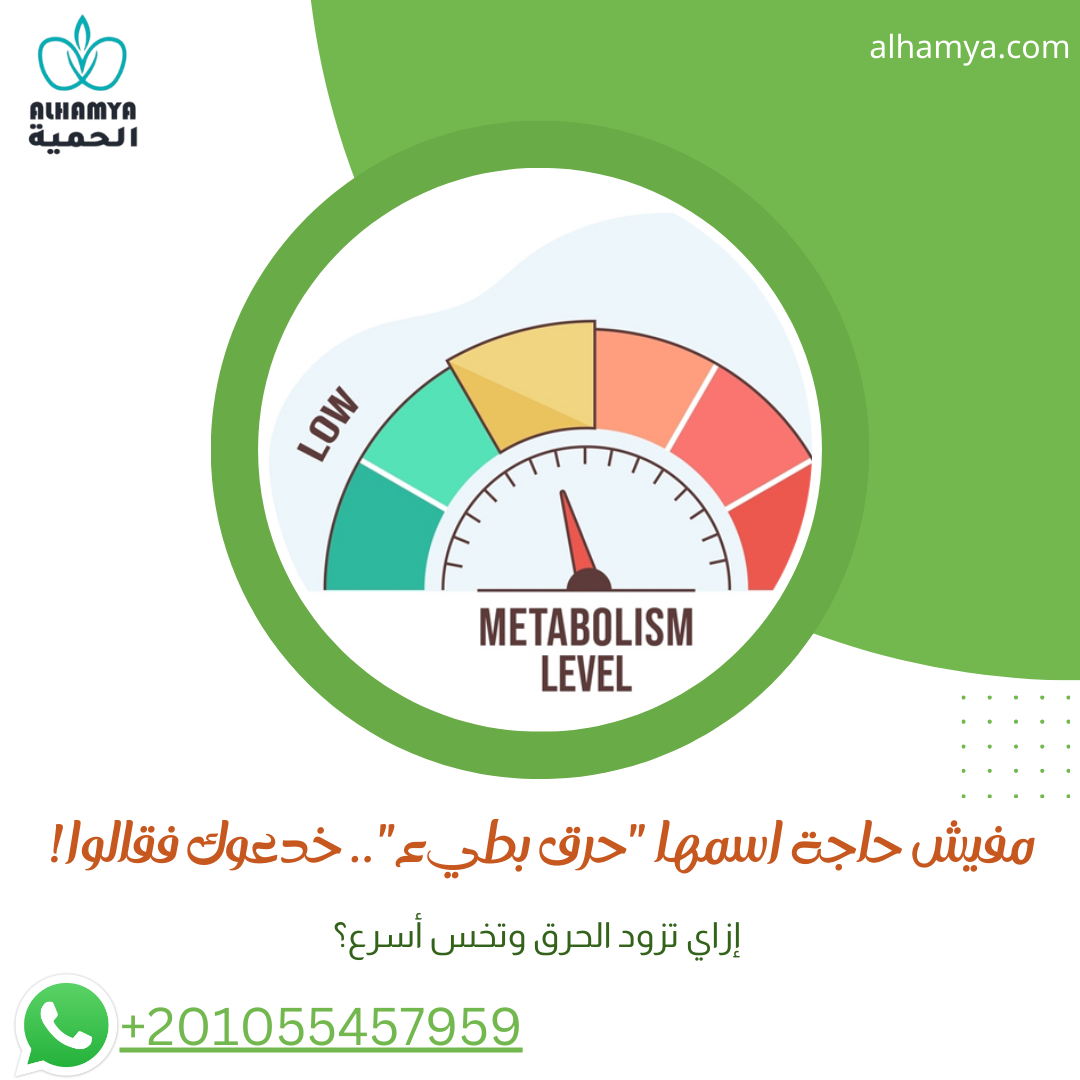 ALHAMYA
الحمية
alhamya.com
LOW
METABOLISM
LEVEL
مفيش حاجة اسمها "حرق بطيء".. خدعوك فقالوا!
إزاي تزود الحرق وتخس أسرع؟
+201055457959